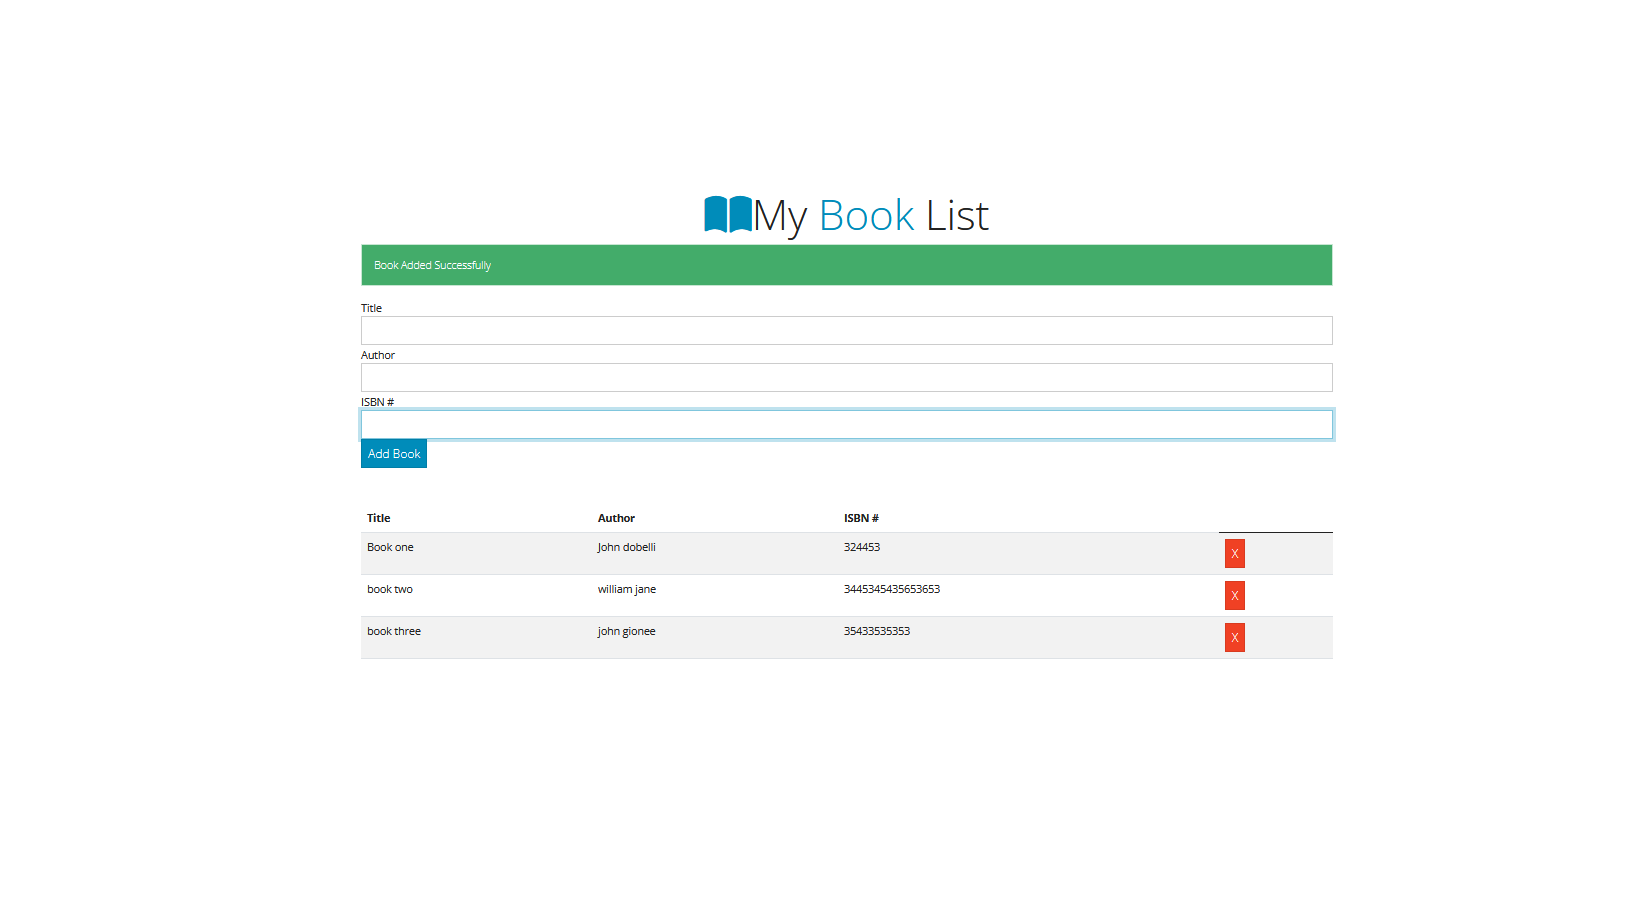 My Book List
Book Added Successfully
Title
Author
ISBN #
Add Book
Title Author ISBN #
Book one John dobelli 324453 X
book two william jane 3445345435653653 X
book three john gionee 35433535353 X